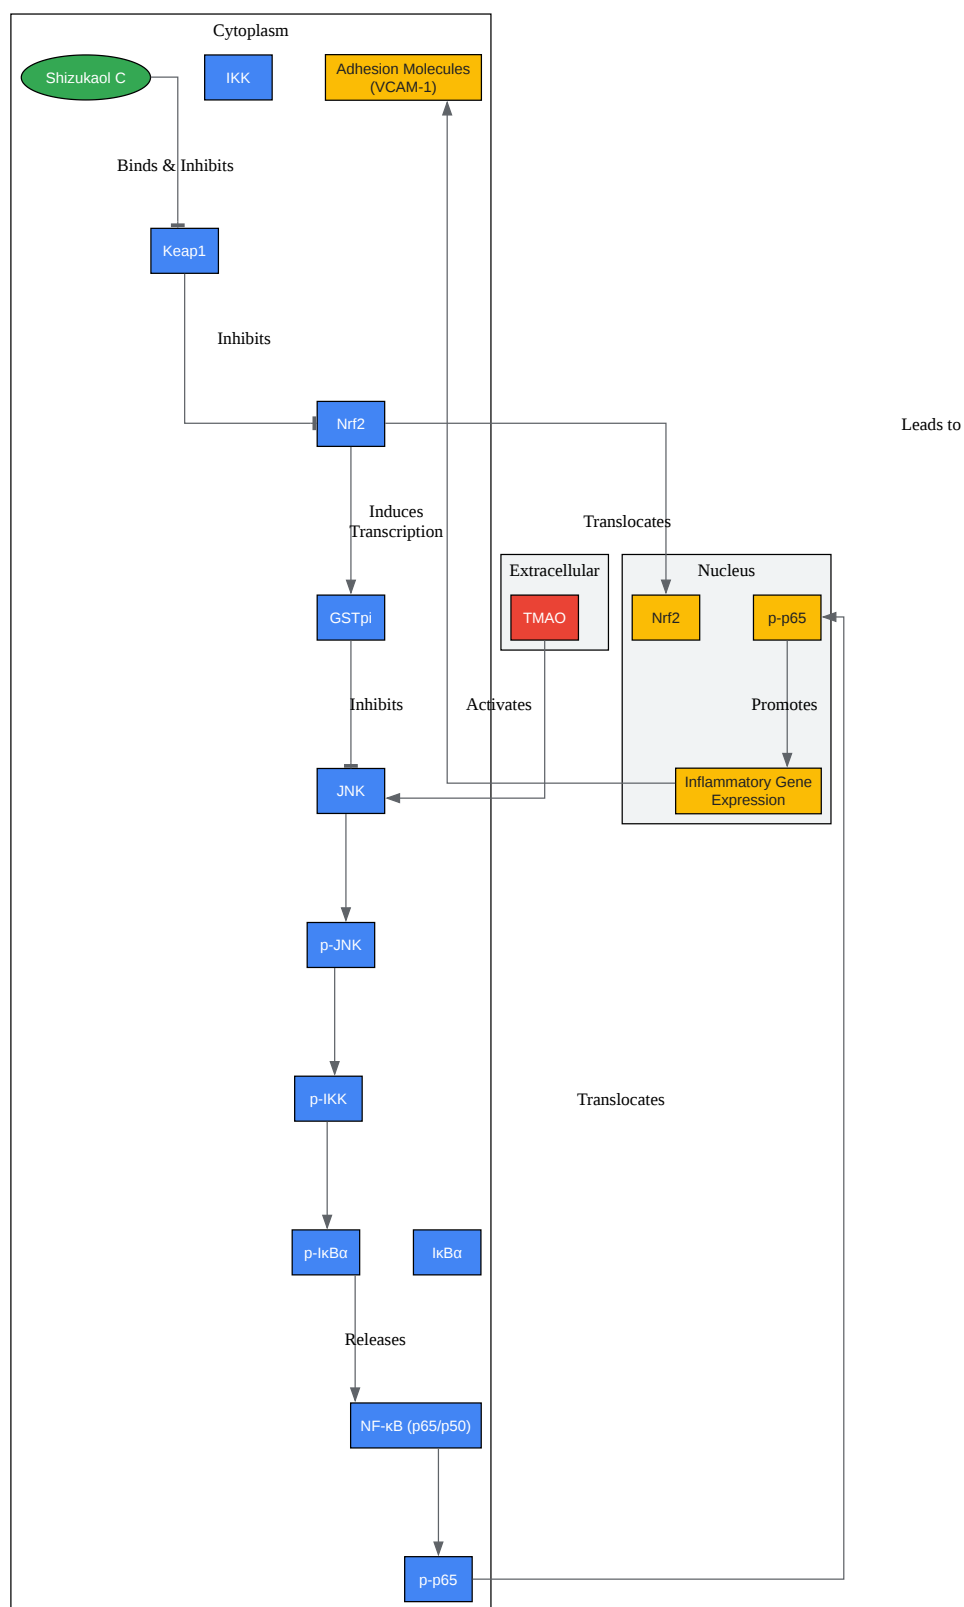 Cytoplasm
Shizukaol C
IKK
Adhesion Molecules
(VCAM-1)
Binds & Inhibits
Keap1
Inhibits
Nrf2
Leads to
Induces
Transcription
Translocates
Extracellular
Nucleus
GSTpi
TMAO
Nrf2
p-p65
Inhibits
Activates
Promotes
JNK
Inflammatory Gene
Expression
p-JNK
p-IKK
Translocates
p-IκBα
IκBα
Releases
NF-κB (p65/p50)
p-p65